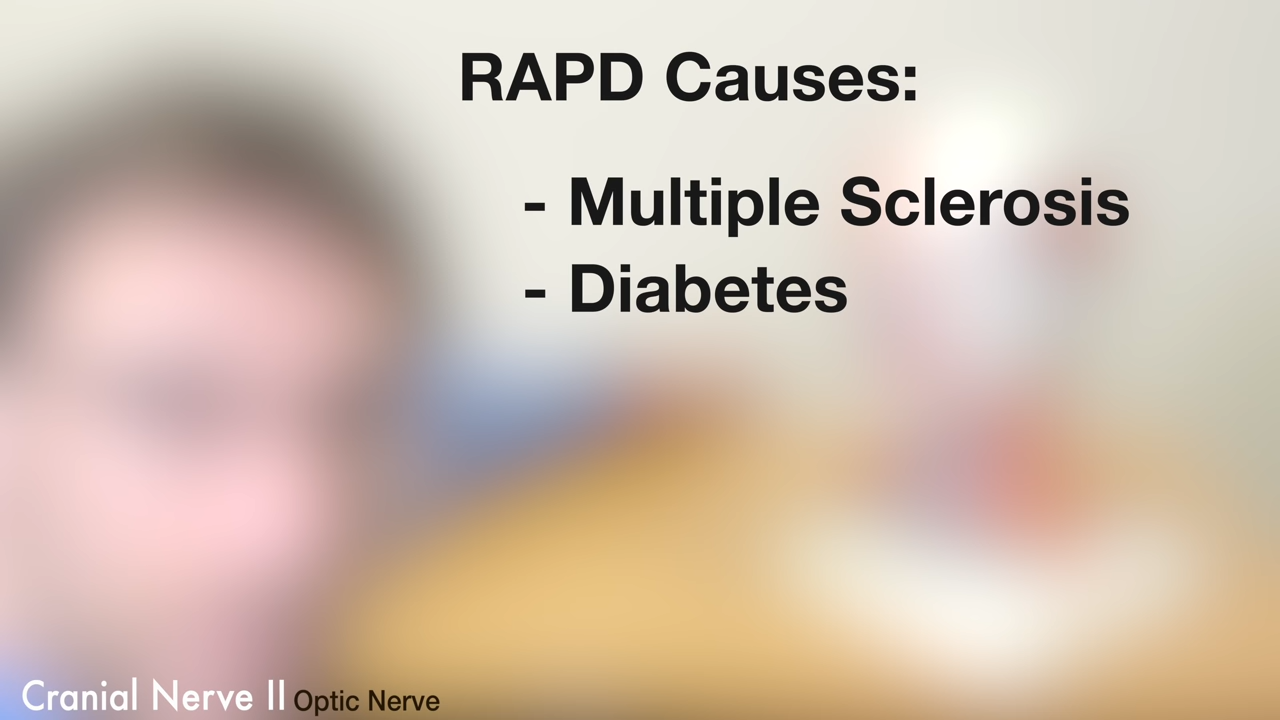 RAPD Causes:
- Multiple Sclerosis
- Diabetes
Cranial Nerve II Optic Nerve